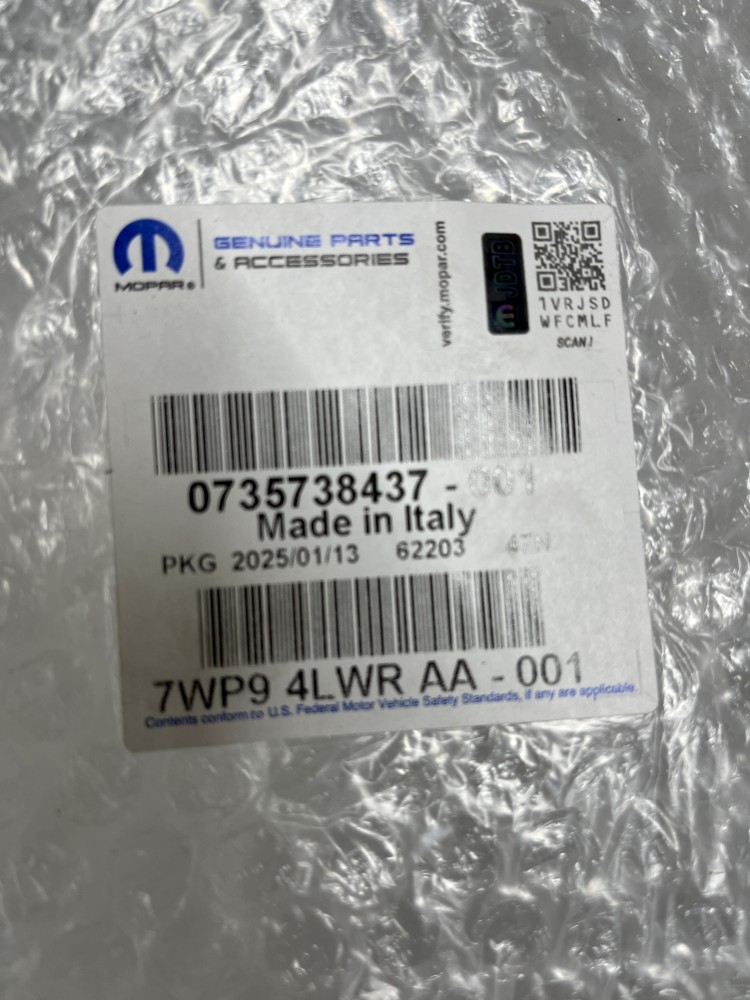 MOPAR®
GENUINE PARTS
& ACCESSORIES
verify.mopar.com
JDTB
1VRJSD
WFCMLF
SCAN!
0735738437 - 001
Made in Italy
PKG 2025/01/13 62203
7WP9 4LWR AA - 001
Contents conform to U.S. Federal Motor Vehicle Safety Standards, if any are applicable.